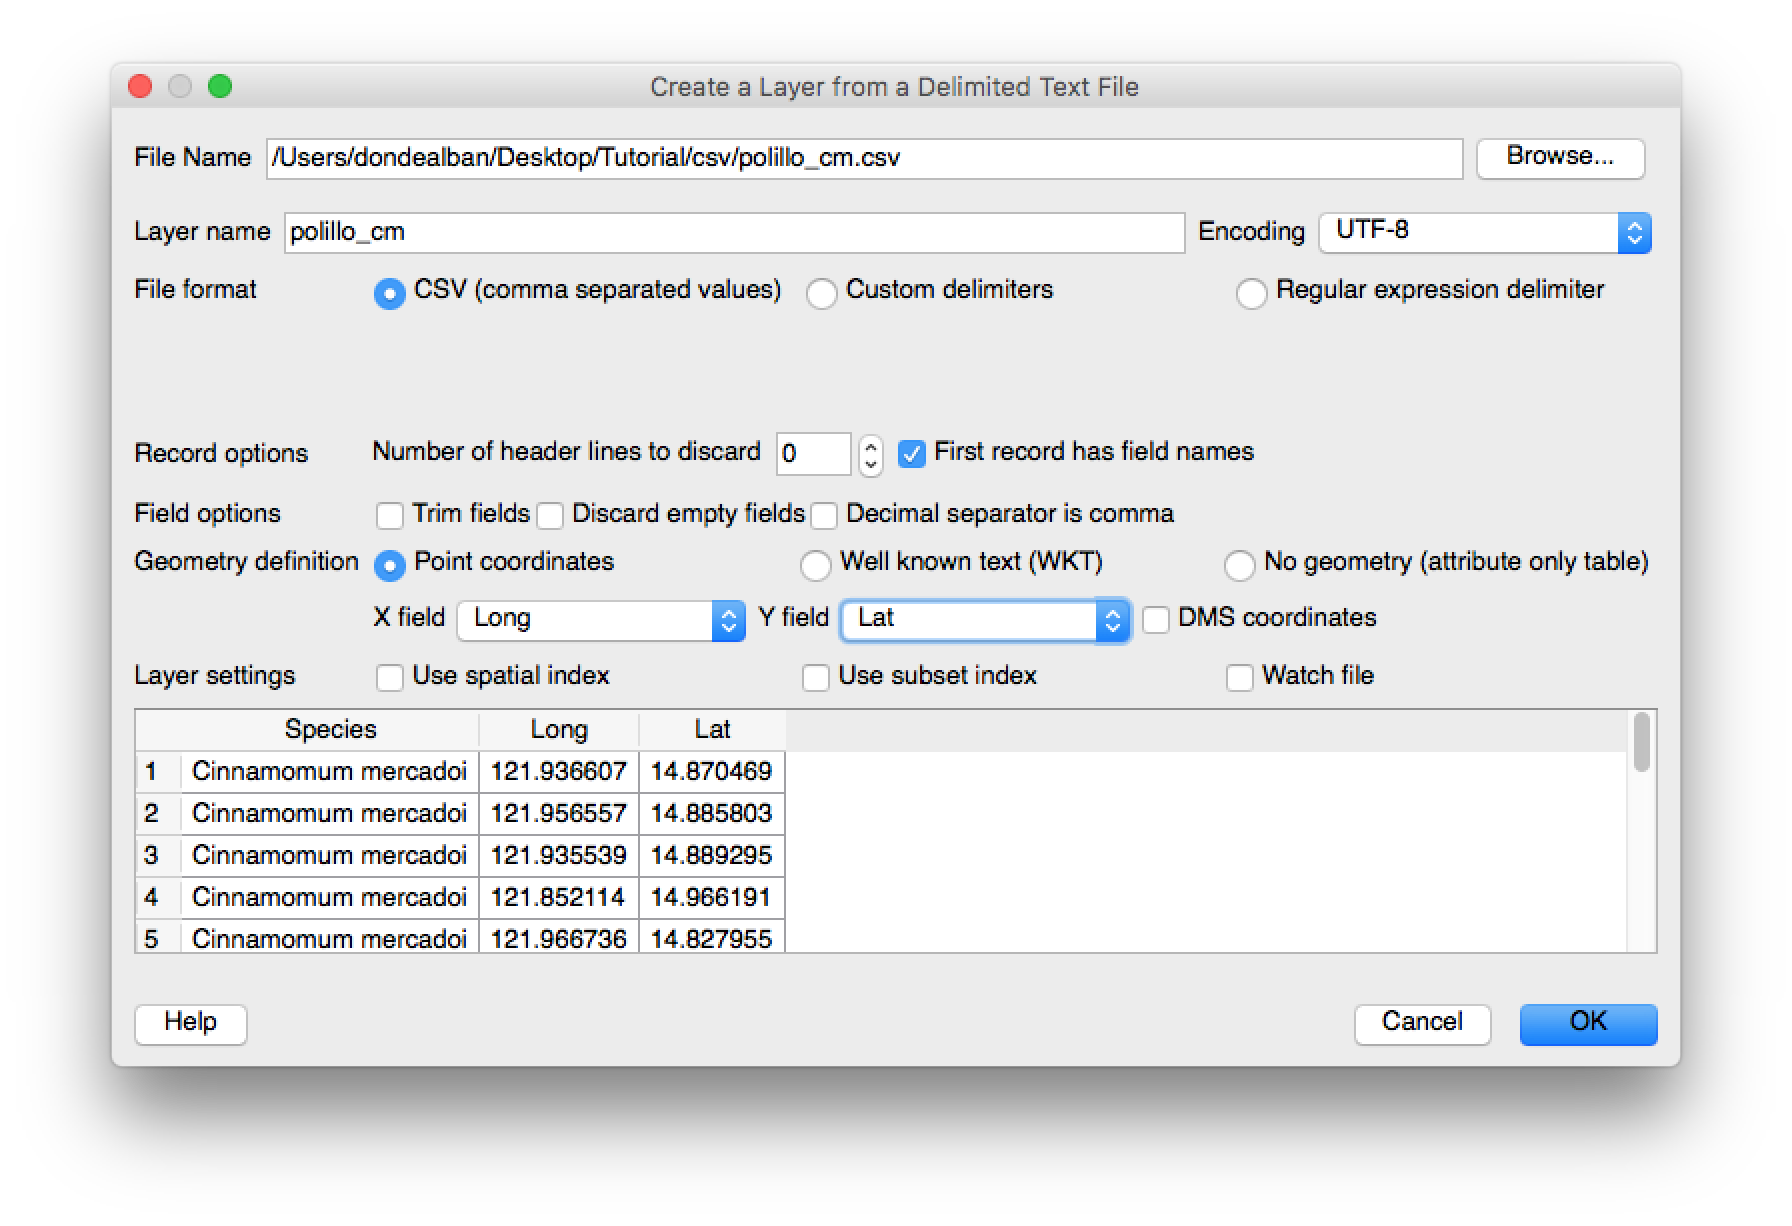 Create a Layer from a Delimited Text File
File Name /Users/dondealban/Desktop/Tutorial/csv/polillo_cm.csv Browse...
Layer name polillo_cm Encoding UTF-8
File format CSV (comma separated values) Custom delimiters Regular expression delimiter
Record options Number of header lines to discard 0 First record has field names
Field options Trim fields Discard empty fields Decimal separator is comma
Geometry definition Point coordinates Well known text (WKT) No geometry (attribute only table)
X field Long Y field Lat DMS coordinates
Layer settings Use spatial index Use subset index Watch file
Species Long Lat
1 Cinnamomum mercadoi 121.936607 14.870469
2 Cinnamomum mercadoi 121.956557 14.885803
3 Cinnamomum mercadoi 121.935539 14.889295
4 Cinnamomum mercadoi 121.852114 14.966191
5 Cinnamomum mercadoi 121.966736 14.827955
Help Cancel OK